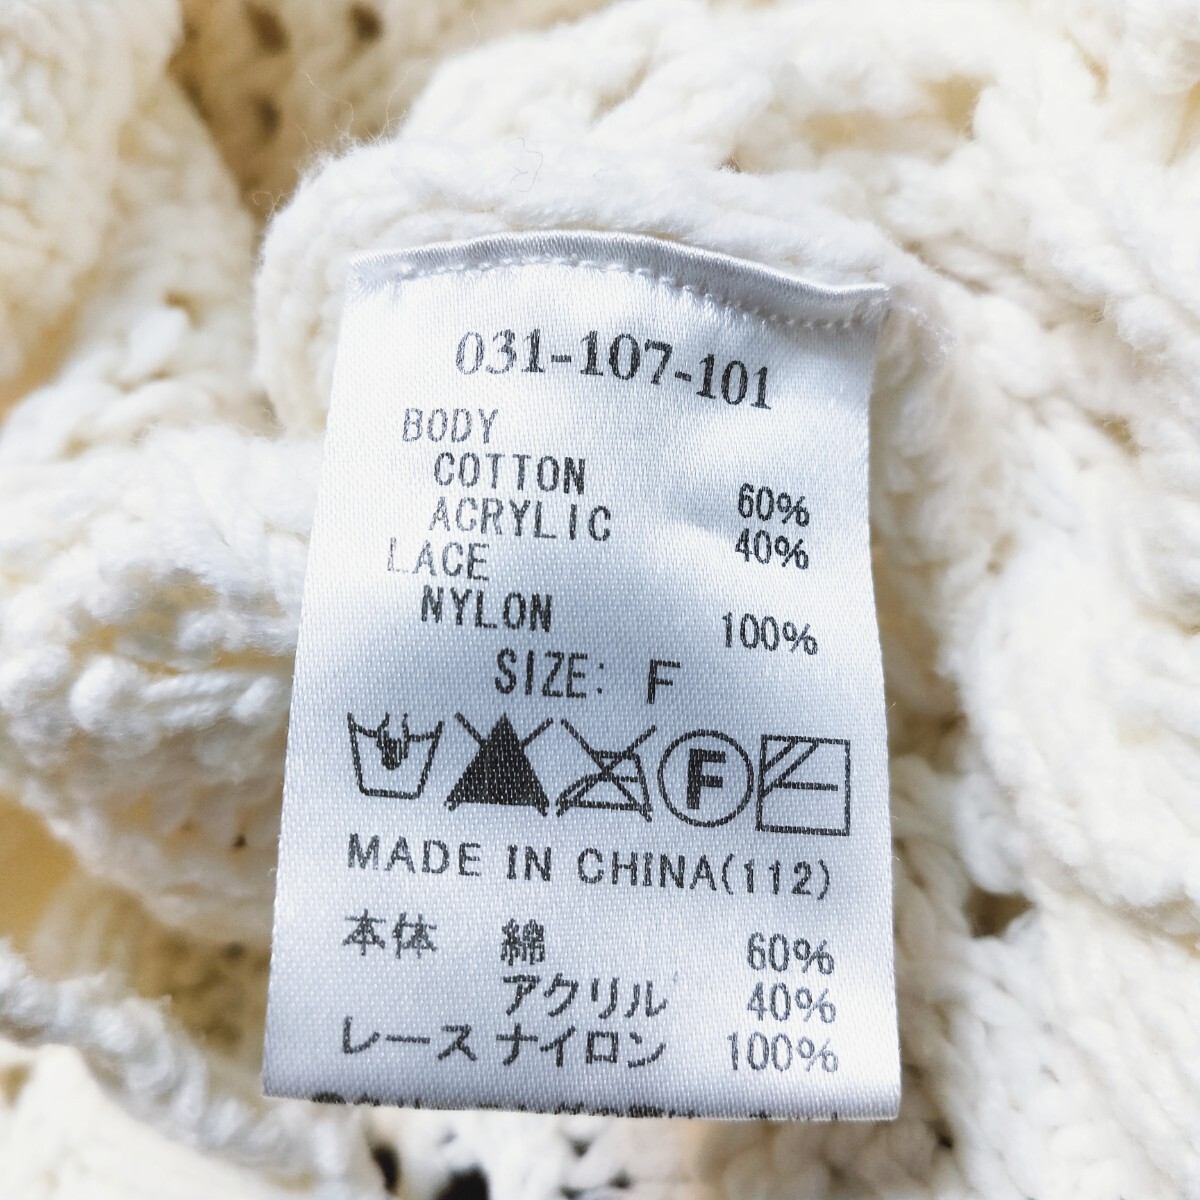 031-107-101
BODY
COTTON 60%
ACRYLIC 40%
LACE
NYLON 100%
SIZE: F
F
MADE IN CHINA(112)
本体 綿 60%
アクリル 40%
レース ナイロン 100%